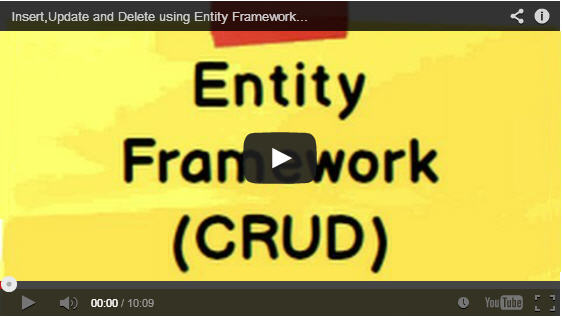 Insert,Update and Delete using Entity Framework...
Entity
Framework
(CRUD)
00:00 / 10:09
YouTube